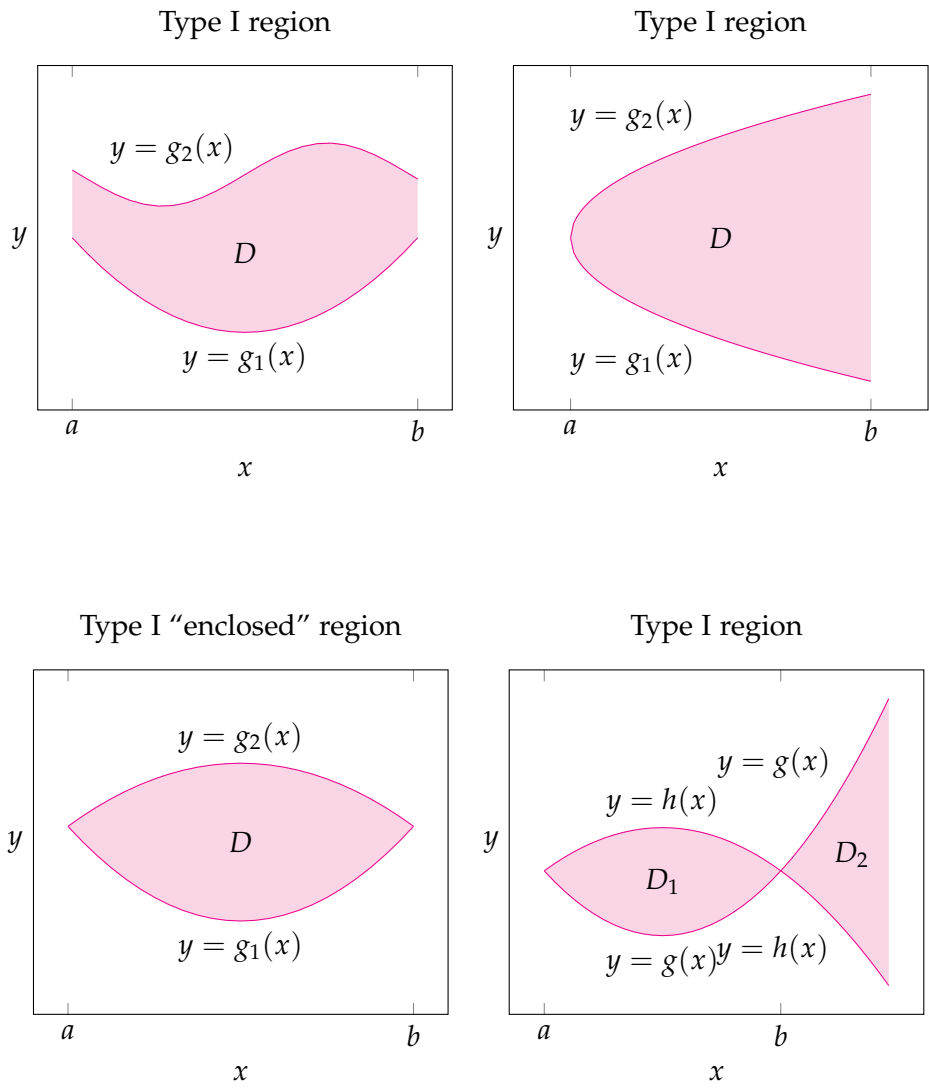 Type I region
y = g₂(x)
y
D
y = g₁(x)
a
b
x
Type I region
y = g₂(x)
y
D
y = g₁(x)
a
b
x
Type I “enclosed” region
y = g₂(x)
y
D
y = g₁(x)
a
b
x
Type I region
y = g(x)
y = h(x)
y
D₁
D₂
y = g(x)
y = h(x)
a
b
x